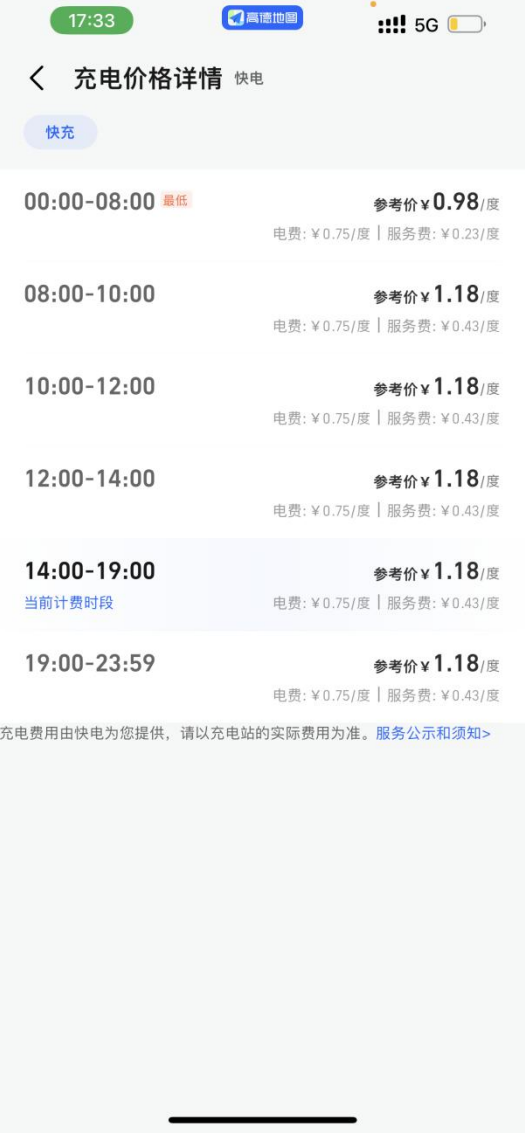 17:33
高德地图
5G
充电价格详情 快电
快充
00:00-08:00 最低 参考价¥0.98/度
电费:¥0.75/度 | 服务费:¥0.23/度
08:00-10:00 参考价¥1.18/度
电费:¥0.75/度 | 服务费:¥0.43/度
10:00-12:00 参考价¥1.18/度
电费:¥0.75/度 | 服务费:¥0.43/度
12:00-14:00 参考价¥1.18/度
电费:¥0.75/度 | 服务费:¥0.43/度
14:00-19:00 参考价¥1.18/度
当前计费时段 电费:¥0.75/度 | 服务费:¥0.43/度
19:00-23:59 参考价¥1.18/度
电费:¥0.75/度 | 服务费:¥0.43/度
充电费用由快电为您提供，请以充电站的实际费用为准。服务公示和须知>